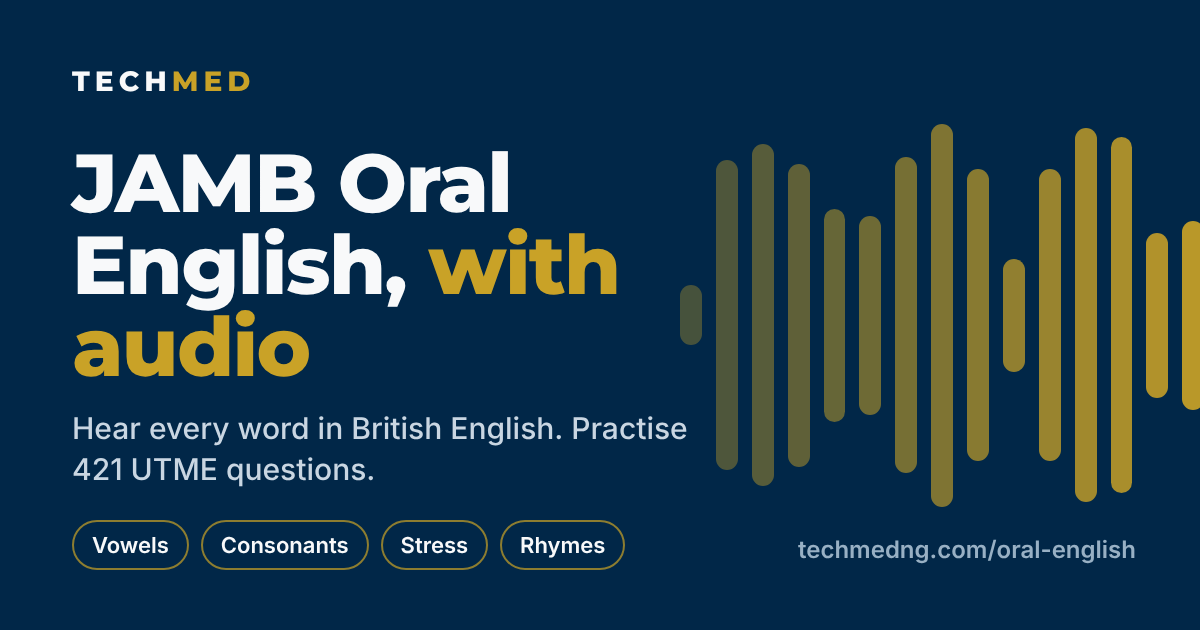 TECHMED
JAMB Oral
English, with
audio
Hear every word in British English. Practise
421 UTME questions.
Vowels
Consonants
Stress
Rhymes
techmedng.com/oral-english